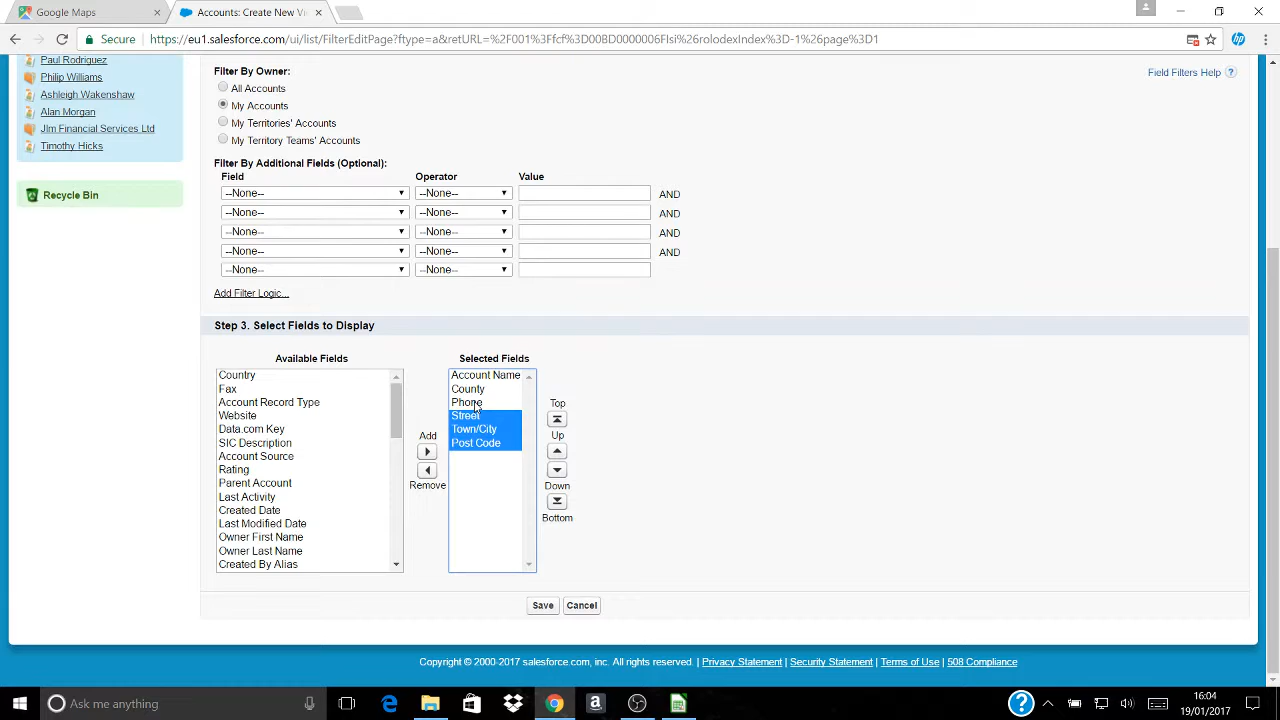 Google Maps
Accounts: Create New Vi
Secure
https://eu1.salesforce.com/ui/list/FilterEditPage?ftype=a&retURL=%2F001%3Ffcf%3D00BD0000006FIsi%26rolodexIndex%3D-1%26page%3D1
Paul Rodriguez
Philip Williams
Ashleigh Wakenshaw
Alan Morgan
Jlm Financial Services Ltd
Timothy Hicks
Recycle Bin
Filter By Owner:
Field Filters Help ?
All Accounts
My Accounts
My Territories' Accounts
My Territory Teams' Accounts
Filter By Additional Fields (Optional):
Field Operator Value
--None-- --None-- AND
--None-- --None-- AND
--None-- --None-- AND
--None-- --None-- AND
--None-- --None--
Add Filter Logic...
Step 3. Select Fields to Display
Available Fields
Country
Fax
Account Record Type
Website
Data.com Key
SIC Description
Account Source
Rating
Parent Account
Last Activity
Created Date
Last Modified Date
Owner First Name
Owner Last Name
Created By Alias
Add
Remove
Selected Fields
Account Name
County
Phone
Street
Town/City
Post Code
Top
Up
Down
Bottom
Save Cancel
Copyright © 2000-2017 salesforce.com, inc. All rights reserved. | Privacy Statement | Security Statement | Terms of Use | 508 Compliance
Ask me anything
16:04
19/01/2017